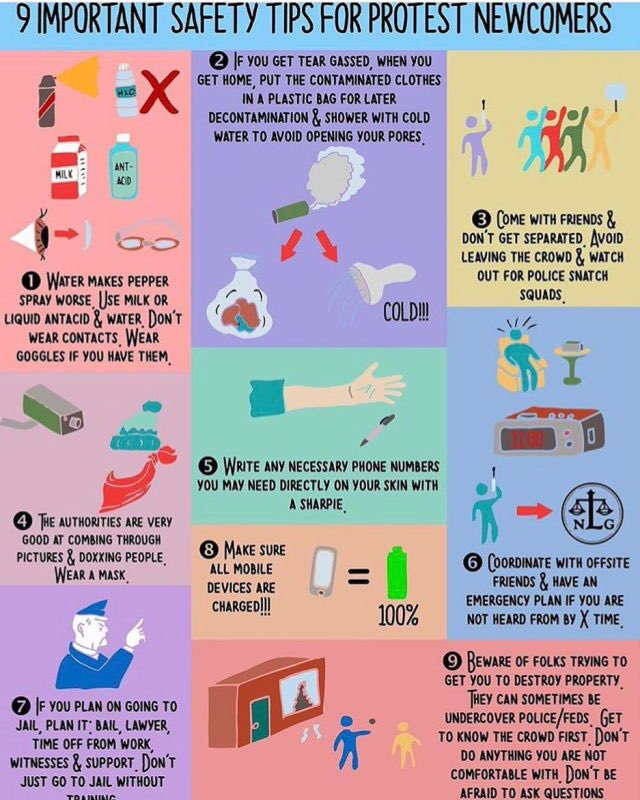 9 IMPORTANT SAFETY TIPS FOR PROTEST NEWCOMERS
H2O
MILK
ANT-
ACID
❶ WATER MAKES PEPPER
SPRAY WORSE. USE MILK OR
LIQUID ANTACID & WATER. DON'T
WEAR CONTACTS. WEAR
GOGGLES IF YOU HAVE THEM.
❷ IF YOU GET TEAR GASSED, WHEN YOU
GET HOME, PUT THE CONTAMINATED CLOTHES
IN A PLASTIC BAG FOR LATER
DECONTAMINATION & SHOWER WITH COLD
WATER TO AVOID OPENING YOUR PORES.
COLD!!!
❸ COME WITH FRIENDS &
DON'T GET SEPARATED. AVOID
LEAVING THE CROWD & WATCH
OUT FOR POLICE SNATCH
SQUADS.
❹ THE AUTHORITIES ARE VERY
GOOD AT COMBING THROUGH
PICTURES & DOXXING PEOPLE.
WEAR A MASK.
❺ WRITE ANY NECESSARY PHONE NUMBERS
YOU MAY NEED DIRECTLY ON YOUR SKIN WITH
A SHARPIE.
11:00
NLG
❻ COORDINATE WITH OFFSITE
FRIENDS & HAVE AN
EMERGENCY PLAN IF YOU ARE
NOT HEARD FROM BY X TIME.
❼ IF YOU PLAN ON GOING TO
JAIL, PLAN IT: BAIL, LAWYER,
TIME OFF FROM WORK,
WITNESSES & SUPPORT. DON'T
JUST GO TO JAIL WITHOUT
TRAINING.
❽ MAKE SURE
ALL MOBILE
DEVICES ARE
CHARGED!!!
=
100%
❾ BEWARE OF FOLKS TRYING TO
GET YOU TO DESTROY PROPERTY.
THEY CAN SOMETIMES BE
UNDERCOVER POLICE/FEDS. GET
TO KNOW THE CROWD FIRST. DON'T
DO ANYTHING YOU ARE NOT
COMFORTABLE WITH. DON'T BE
AFRAID TO ASK QUESTIONS